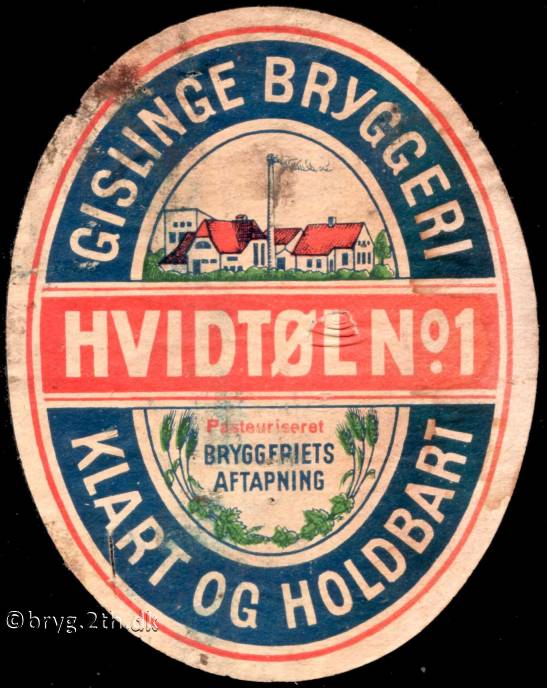 GISLINGE BRYGGERI
HVIDTØL No. 1
Pasteuriseret
BRYGGERIETS
AFTAPNING
KLART OG HOLDBART
©bryg.2th.dk